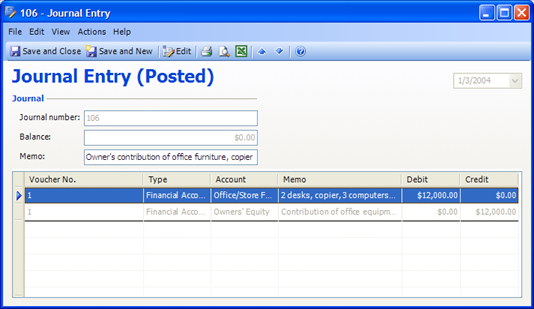 106 - Journal Entry
File Edit View Actions Help
Save and Close Save and New Edit
Journal Entry (Posted)
1/3/2004
Journal
Journal number: 106
Balance: $0.00
Memo: Owner's contribution of office furniture, copier
Voucher No. Type Account Memo Debit Credit
1 Financial Acco... Office/Store F... 2 desks, copier, 3 computers... $12,000.00 $0.00
1 Financial Acco... Owners' Equity Contribution of office equipm... $0.00 $12,000.00